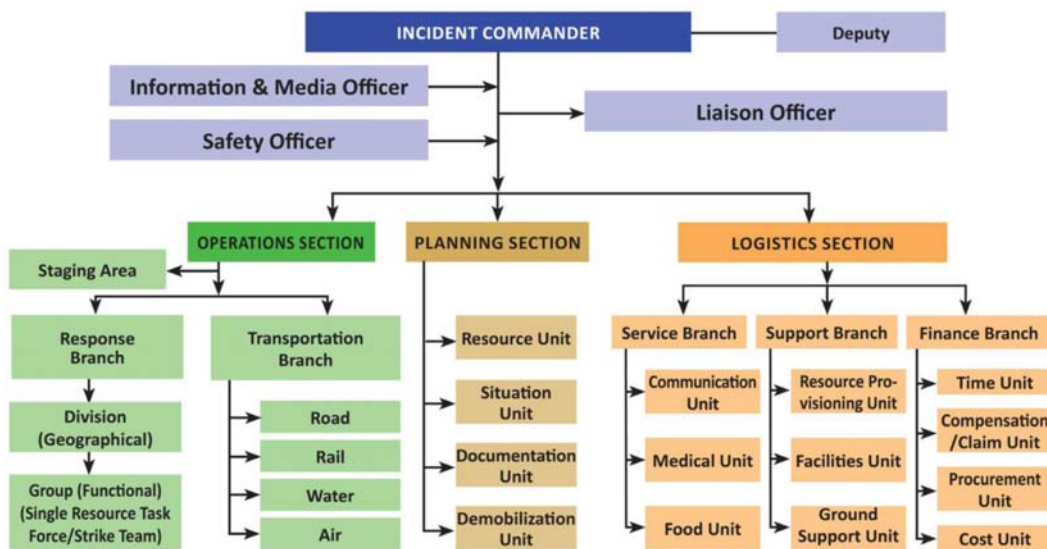 INCIDENT COMMANDER
Deputy
Information & Media Officer
Liaison Officer
Safety Officer
OPERATIONS SECTION
PLANNING SECTION
LOGISTICS SECTION
Staging Area
Response
Branch
Transportation
Branch
Division
(Geographical)
Group (Functional)
(Single Resource Task
Force/Strike Team)
Road
Rail
Water
Air
Resource Unit
Situation
Unit
Documentation
Unit
Demobilization
Unit
Service Branch
Support Branch
Finance Branch
Communication
Unit
Medical Unit
Food Unit
Resource Pro-
visioning Unit
Facilities Unit
Ground
Support Unit
Time Unit
Compensation
/Claim Unit
Procurement
Unit
Cost Unit